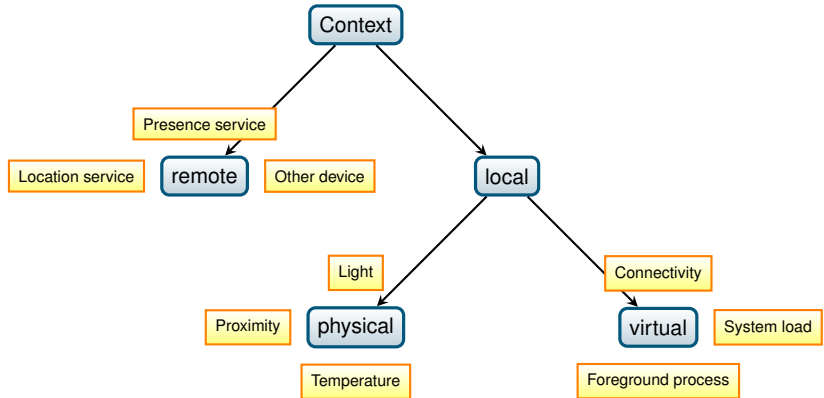 Context
Presence service
Location service
remote
Other device
local
Light
Connectivity
Proximity
physical
virtual
System load
Temperature
Foreground process